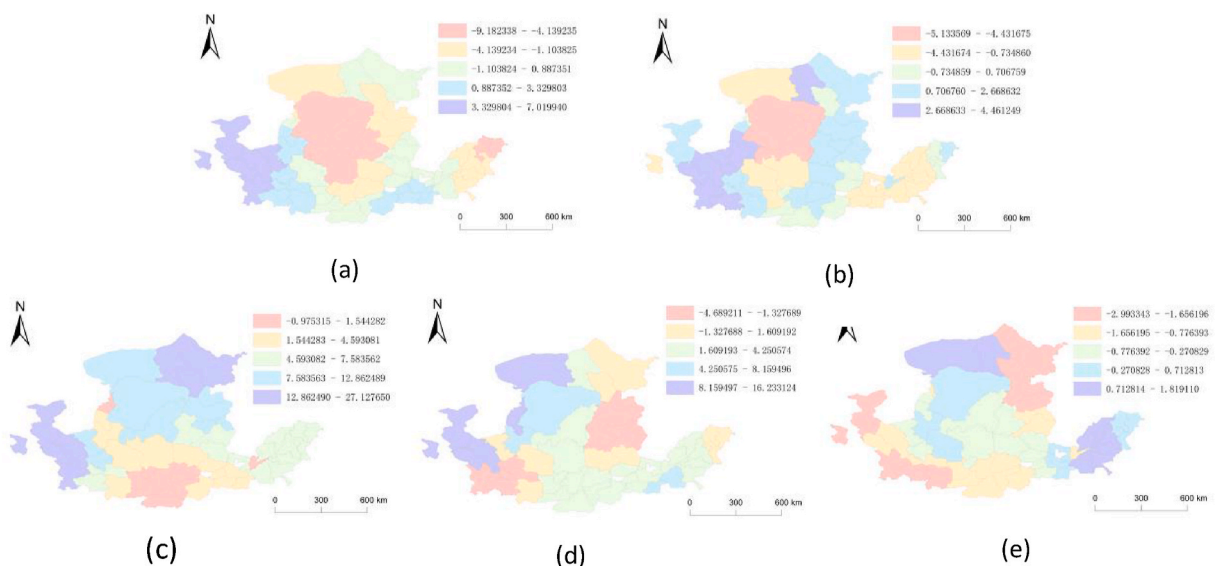 N
-9.182338 - -4.139235
-4.139234 - -1.103825
-1.103824 - 0.887351
0.887352 - 3.329803
3.329804 - 7.019940
0 300 600 km
(a)
N
-5.133569 - -4.431675
-4.431674 - -0.734860
-0.734859 - 0.706759
0.706760 - 2.668632
2.668633 - 4.461249
0 300 600 km
(b)
N
-0.975315 - 1.544282
1.544283 - 4.593081
4.593082 - 7.583562
7.583563 - 12.862489
12.862490 - 27.127650
0 300 600 km
(c)
N
-4.689211 - -1.327689
-1.327688 - 1.609192
1.609193 - 4.250574
4.250575 - 8.159496
8.159497 - 16.233124
0 300 600 km
(d)
-2.993343 - -1.656196
-1.656195 - -0.776393
-0.776392 - -0.270829
-0.270828 - 0.712813
0.712814 - 1.819110
0 300 600 km
(e)